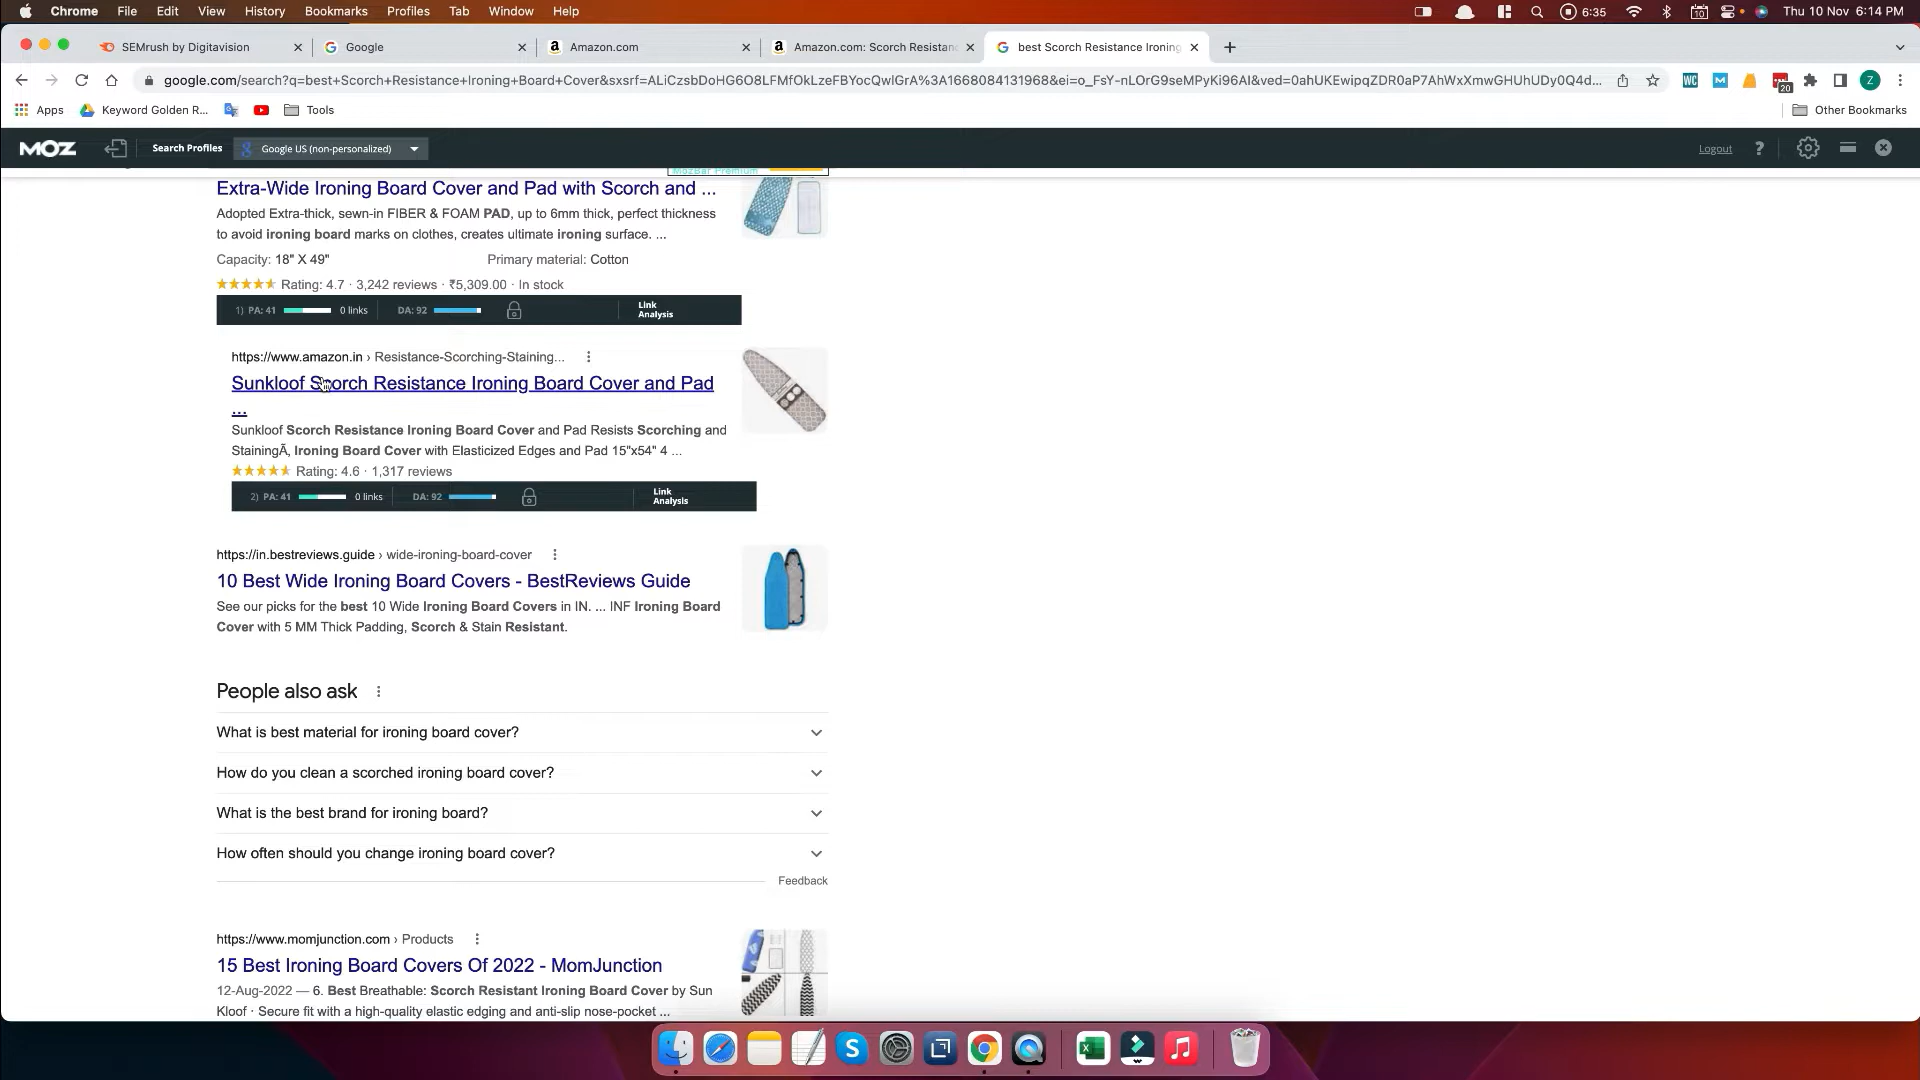 Chrome File Edit View History Bookmarks Profiles Tab Window Help 6:35 10 Thu 10 Nov 6:14 PM
SEMrush by Digitavision Google Amazon.com Amazon.com: Scorch Resistan best Scorch Resistance Ironing
google.com/search?q=best+Scorch+Resistance+Ironing+Board+Cover&sxsrf=ALiCzsbDoHG6O8LFMfOkLzeFBYocQwlGrA%3A1668084131968&ei=o_FsY-nLOrG9seMPyKi96AI&ved=0ahUKEwipqZDR0aP7AhWxXmwGHUhUDy0Q4d... WC M 20 Z
Apps Keyword Golden R... Tools Other Bookmarks
MOZ Search Profiles Google US (non-personalized) Logout ?
MozBar Premium
Extra-Wide Ironing Board Cover and Pad with Scorch and ...
Adopted Extra-thick, sewn-in FIBER & FOAM PAD, up to 6mm thick, perfect thickness
to avoid ironing board marks on clothes, creates ultimate ironing surface. ...
Capacity: 18" X 49" Primary material: Cotton
Rating: 4.7 · 3,242 reviews · ₹5,309.00 · In stock
1) PA: 41 0 links DA: 92 Link Analysis
https://www.amazon.in › Resistance-Scorching-Staining...
Sunkloof Scorch Resistance Ironing Board Cover and Pad
...
Sunkloof Scorch Resistance Ironing Board Cover and Pad Resists Scorching and
StainingÃ, Ironing Board Cover with Elasticized Edges and Pad 15"x54" 4 ...
Rating: 4.6 · 1,317 reviews
2) PA: 41 0 links DA: 92 Link Analysis
https://in.bestreviews.guide › wide-ironing-board-cover
10 Best Wide Ironing Board Covers - BestReviews Guide
See our picks for the best 10 Wide Ironing Board Covers in IN. ... INF Ironing Board
Cover with 5 MM Thick Padding, Scorch & Stain Resistant.
People also ask
What is best material for ironing board cover?
How do you clean a scorched ironing board cover?
What is the best brand for ironing board?
How often should you change ironing board cover?
Feedback
https://www.momjunction.com › Products
15 Best Ironing Board Covers Of 2022 - MomJunction
12-Aug-2022 — 6. Best Breathable: Scorch Resistant Ironing Board Cover by Sun
Kloof · Secure fit with a high-quality elastic edging and anti-slip nose-pocket ...